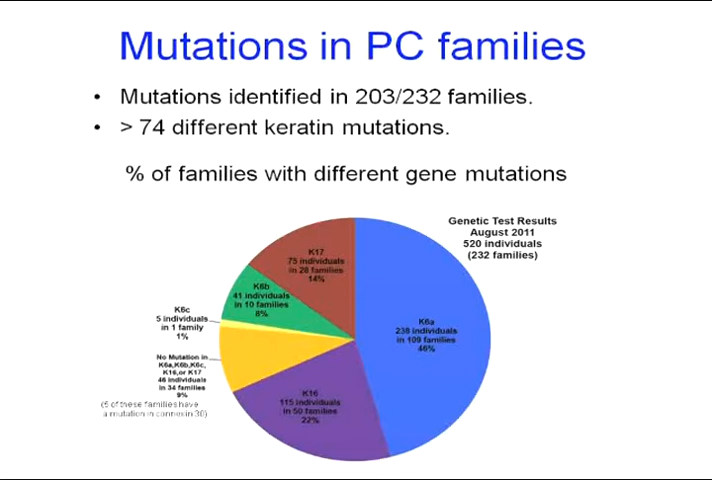 Mutations in PC families
• Mutations identified in 203/232 families.
• > 74 different keratin mutations.
% of families with different gene mutations
Genetic Test Results
August 2011
520 individuals
(232 families)
K17
75 individuals
in 28 families
14%
K6b
41 individuals
in 10 families
8%
K6c
5 individuals
in 1 family
1%
K6a
238 individuals
in 109 families
46%
No Mutation in
K6a,K6b,K6c,
K16,or K17
46 individuals
in 34 families
9%
(5 of these families have
a mutation in connexin 30)
K16
115 individuals
in 50 families
22%